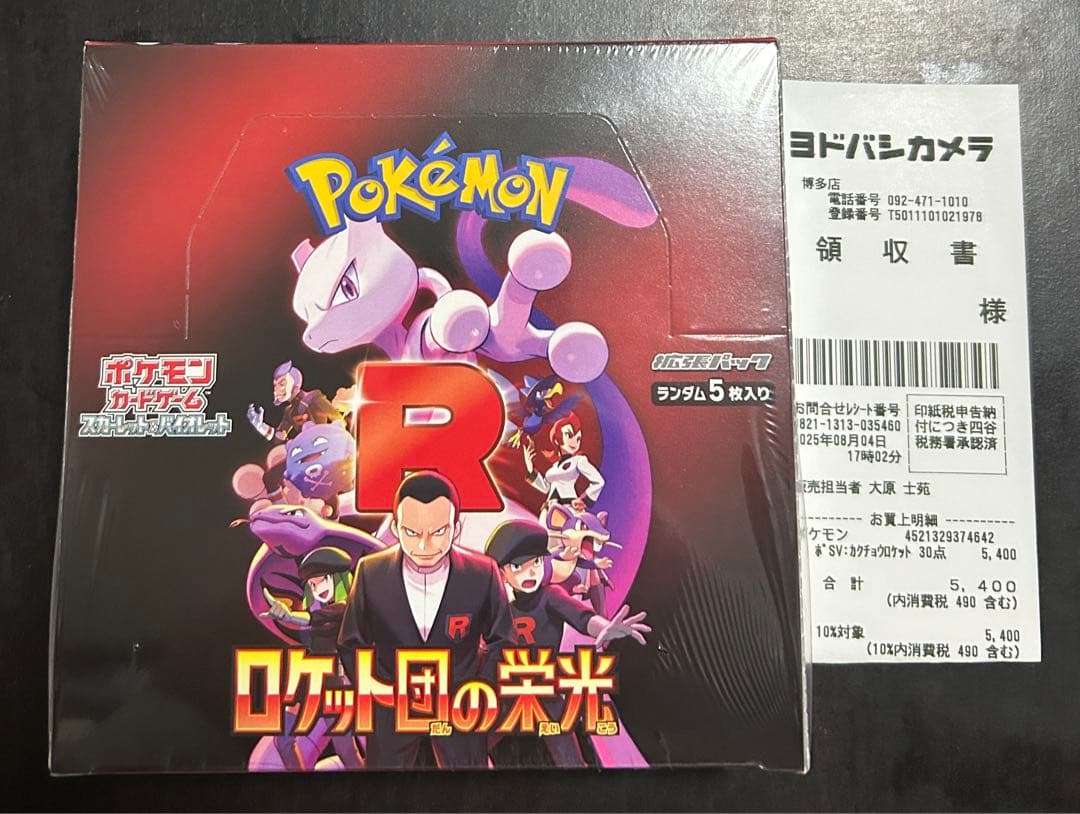 POKéMON
ポケモン
カードゲーム
スカーレット&バイオレット
拡張パック
ランダム5枚入り
R
R
R
ロケット団の栄光
だん えい こう
ヨドバシカメラ
博多店
電話番号 092-471-1010
登録番号 T5011101021978
領 収 書
様
お問合せレシート番号
821-1313-035460
025年08月04日
17時02分
印紙税申告納
付につき四谷
税務署承認済
売担当者 大原 士苑
お買上明細
ケモン 4521329374642
ポSV:カクチョウロケット 30点 5,400
合 計 5,400
(内消費税 490 含む)
10%対象 5,400
(10%内消費税 490 含む)